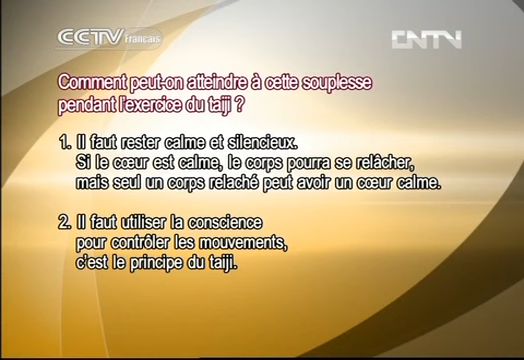 CCTV Français
CNTV
Comment peut-on atteindre à cette souplesse
pendant l'exercice du taiji ?
1. Il faut rester calme et silencieux.
Si le cœur est calme, le corps pourra se relâcher,
mais seul un corps relaché peut avoir un cœur calme.
2. Il faut utiliser la conscience
pour contrôler les mouvements,
c'est le principe du taiji.